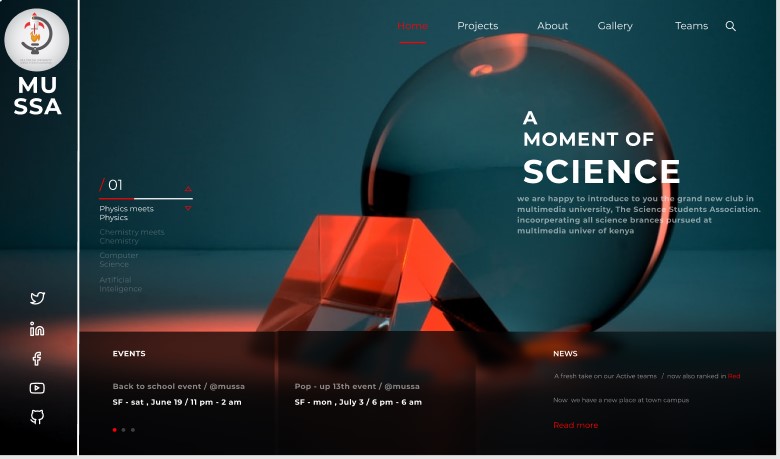 Home Projects About Gallery Teams
MU
SSA
A
MOMENT OF
SCIENCE
we are happy to introduce to you the grand new club in
multimedia university, The Science Students Association.
incoorperating all science brances pursued at
multimedia univer of kenya
/ 01
Physics meets
Physics
Chemistry meets
Chemistry
Computer
Science
Artificial
Inteligence
EVENTS
Back to school event / @mussa
SF - sat , June 19 / 11 pm - 2 am
Pop - up 13th event / @mussa
SF - mon , July 3 / 6 pm - 6 am
NEWS
A fresh take on our Active teams / now also ranked in Red
Now we have a new place at town campus
Read more